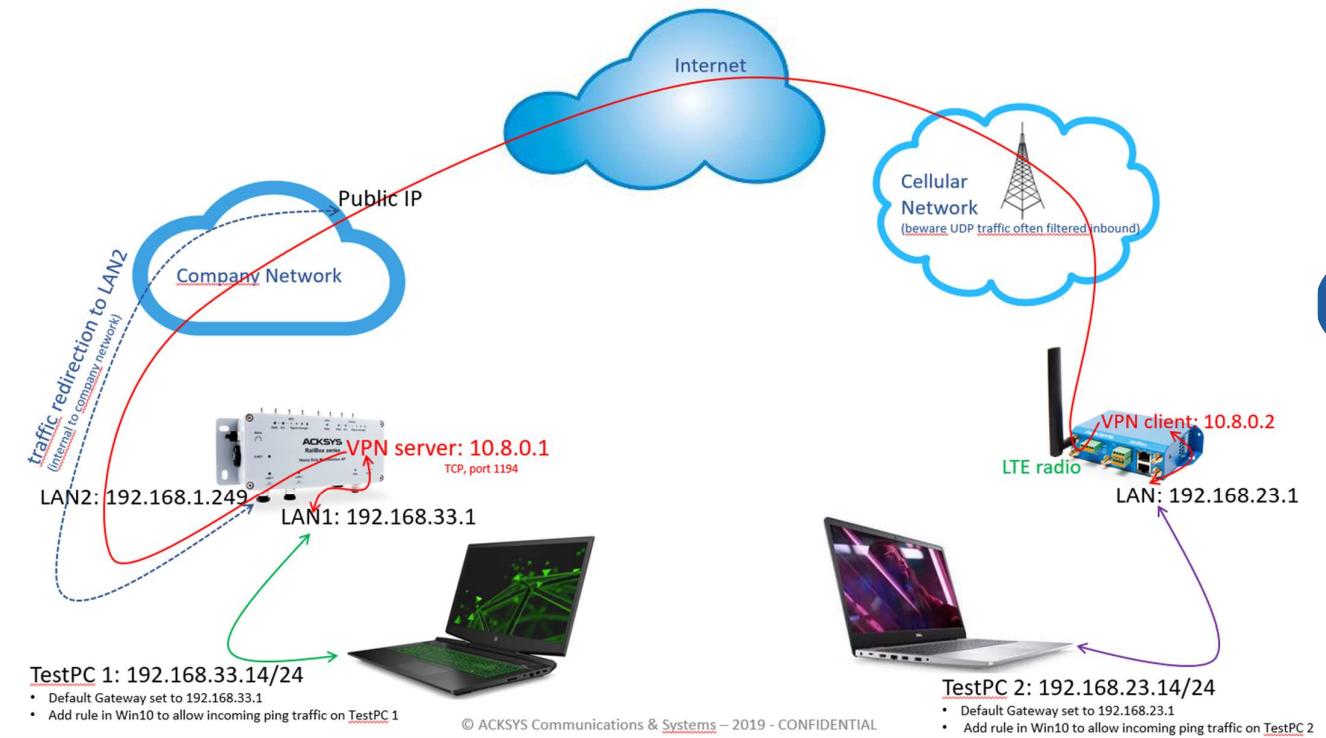 Internet
Cellular
Network
(beware UDP traffic often filtered inbound)
Public IP
Company Network
traffic redirection to LAN2
(internal to company network)
ACKSYS
RailBox series
VPN server: 10.8.0.1
TCP, port 1194
LAN2: 192.168.1.249
LAN1: 192.168.33.1
ACKSYS
VPN client: 10.8.0.2
LTE radio
LAN: 192.168.23.1
TestPC 1: 192.168.33.14/24
• Default Gateway set to 192.168.33.1
• Add rule in Win10 to allow incoming ping traffic on TestPC 1
DELL
TestPC 2: 192.168.23.14/24
• Default Gateway set to 192.168.23.1
• Add rule in Win10 to allow incoming ping traffic on TestPC 2
© ACKSYS Communications & Systems – 2019 - CONFIDENTIAL